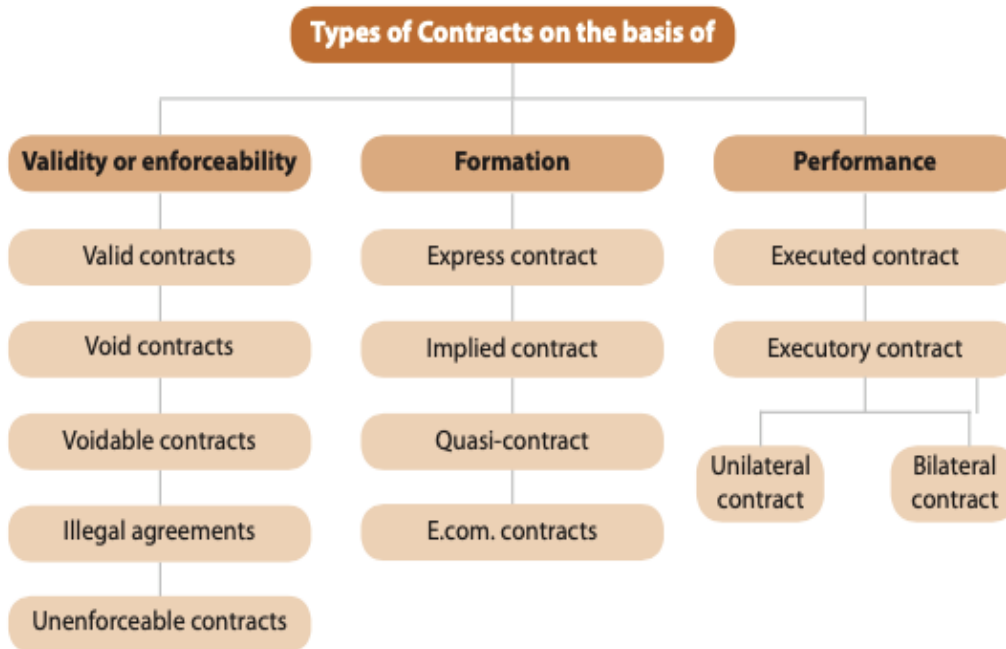 Types of Contracts on the basis of
Validity or enforceability
Formation
Performance
Valid contracts
Express contract
Executed contract
Void contracts
Implied contract
Executory contract
Voidable contracts
Quasi-contract
Unilateral
contract
Bilateral
contract
Illegal agreements
E.com. contracts
Unenforceable contracts